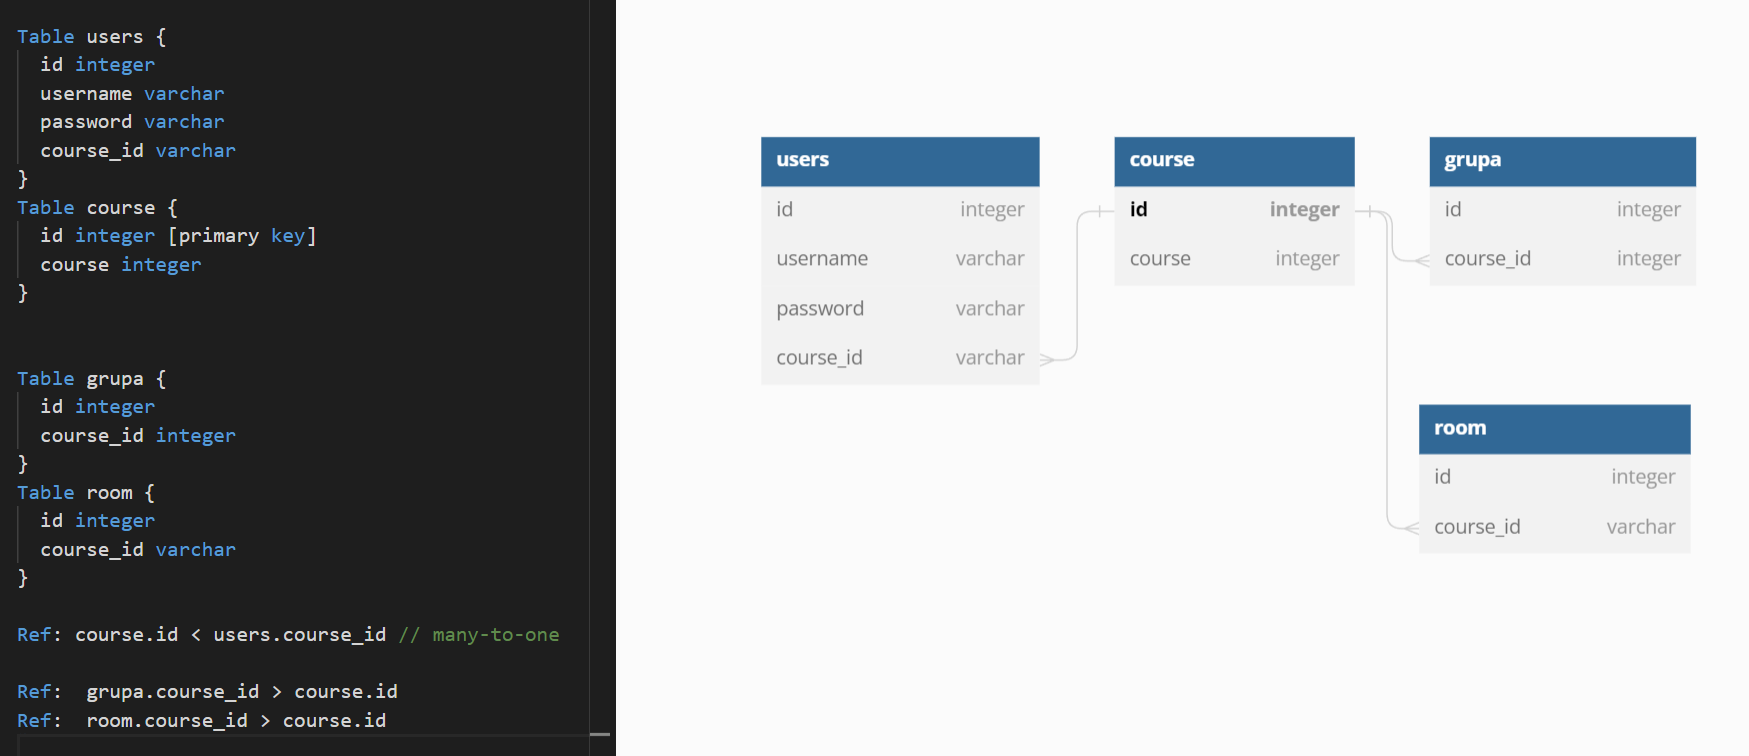 Table users {
  id integer
  username varchar
  password varchar
  course_id varchar
}
Table course {
  id integer [primary key]
  course integer
}
Table grupa {
  id integer
  course_id integer
}
Table room {
  id integer
  course_id varchar
}
Ref: course.id < users.course_id // many-to-one
Ref:  grupa.course_id > course.id
Ref:  room.course_id > course.id
users
id integer
username varchar
password varchar
course_id varchar
course
id integer
course integer
grupa
id integer
course_id integer
room
id integer
course_id varchar